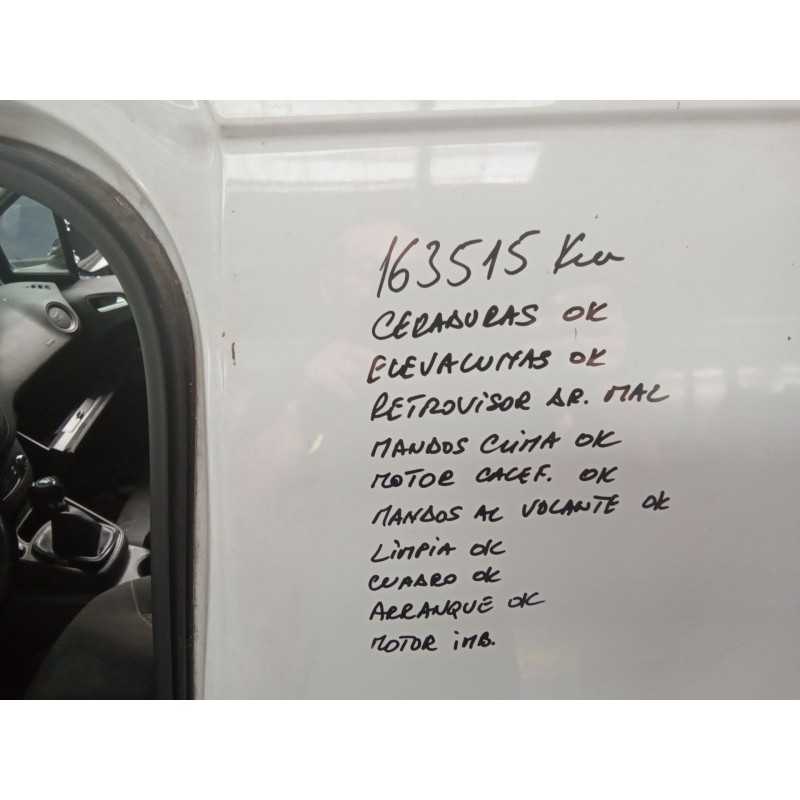 163515 Km
CERADURAS OK
ELEVALUNAS OK
RETROVISOR DR. MAL
MANDOS CLIMA OK
MOTOR CALEF. OK
MANDOS AL VOLANTE OK
LIMPIA OK
CUADRO OK
ARRANQUE OK
MOTOR IMB.